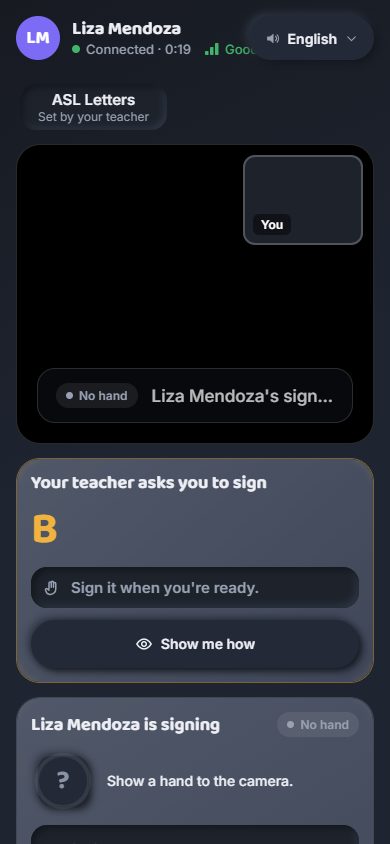 LM
Liza Mendoza
Connected · 0:19
English
ASL Letters
Set by your teacher
You
No hand
Liza Mendoza's sign...
Your teacher asks you to sign
B
Sign it when you're ready.
Show me how
Liza Mendoza is signing
No hand
?
Show a hand to the camera.